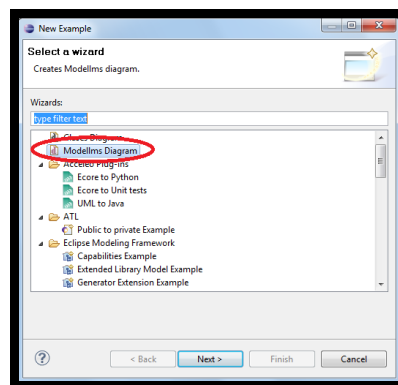 New Example
Select a wizard
Creates Modellms diagram.
Wizards:
type filter text
Class Diagram
Modellms Diagram
Acceleo Plug-ins
Ecore to Python
Ecore to Unit tests
UML to Java
ATL
Public to private Example
Eclipse Modeling Framework
Capabilities Example
Extended Library Model Example
Generator Extension Example
< Back Next > Finish Cancel